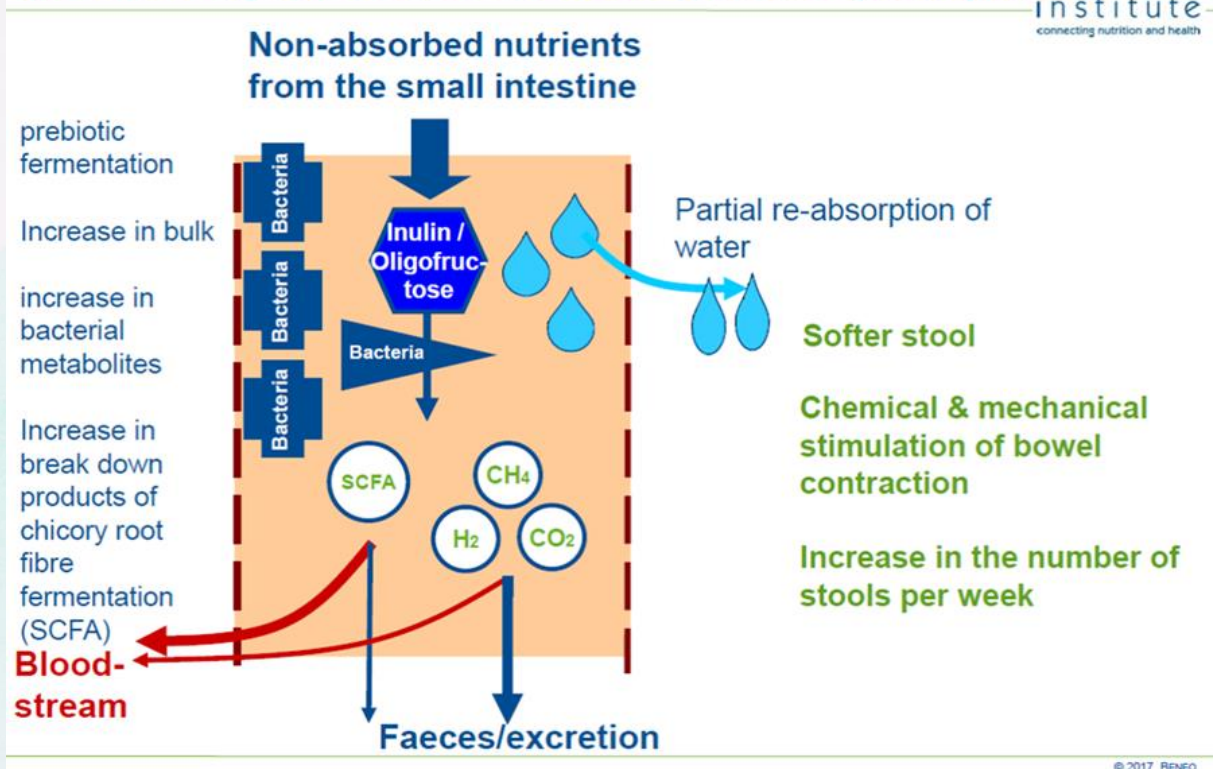 institute
connecting nutrition and health
Non-absorbed nutrients
from the small intestine
prebiotic
fermentation
Increase in bulk
increase in
bacterial
metabolites
Increase in
break down
products of
chicory root
fibre
fermentation
(SCFA)
Blood-
stream
Bacteria
Bacteria
Bacteria
Inulin /
Oligofruc-
tose
Bacteria
SCFA
CH4
H2
CO2
Partial re-absorption of
water
Softer stool
Chemical & mechanical
stimulation of bowel
contraction
Increase in the number of
stools per week
Faeces/excretion
© 2017, BENEO